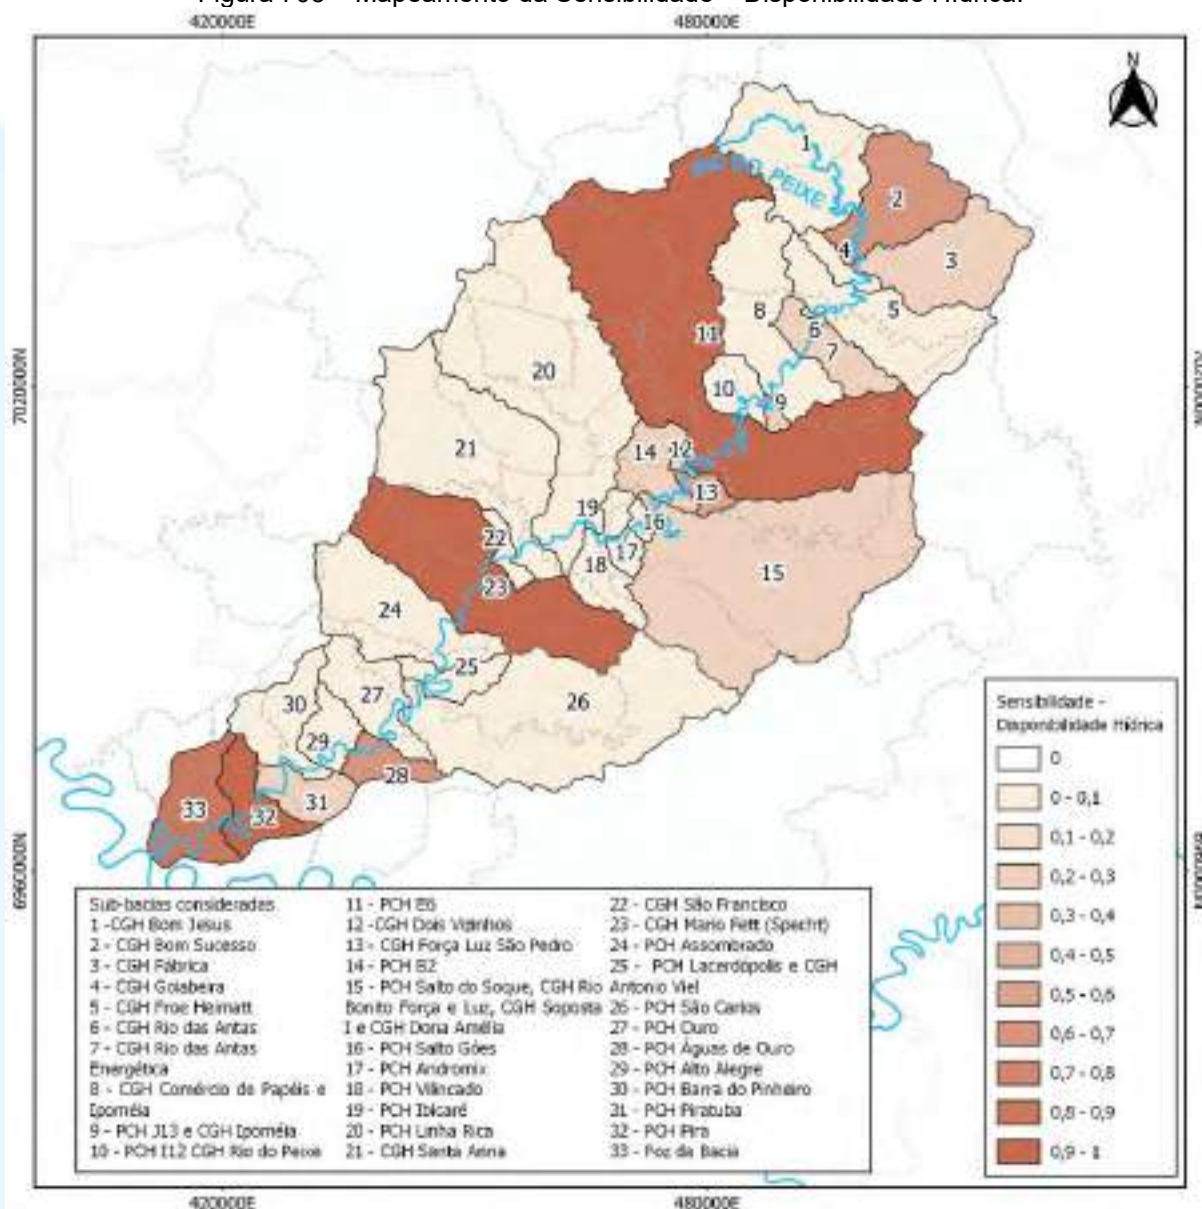 Mapeamento da Sensibilidade – Disponibilidade Hídrica.
420000E 480000E
N
RIO DO PEIXE
1
2
3
4
5
6
7
8
9
10
11
12
13
14
15
16
17
18
19
20
21
22
23
24
25
26
27
28
29
30
31
32
33
7020000N 7020000N
6960000N 6960000N
Sensibilidade -
Disponibilidade Hídrica
0
0 - 0,1
0,1 - 0,2
0,2 - 0,3
0,3 - 0,4
0,4 - 0,5
0,5 - 0,6
0,6 - 0,7
0,7 - 0,8
0,8 - 0,9
0,9 - 1
Sub-bacias consideradas
1 -CGH Bom Jesus
2 - CGH Bom Sucesso
3 - CGH Fábrica
4 - CGH Goiabeira
5 - CGH Froe Heimatt
6 - CGH Rio das Antas
7 - CGH Rio das Antas
Energética
8 - CGH Comércio de Papéis e
Ipoméia
9 - PCH J13 e CGH Ipoméia
10 - PCH I12 CGH Rio do Peixe
11 - PCH E6
12 -CGH Dois Vizinhos
13 - CGH Força Luz São Pedro
14 - PCH B2
15 - PCH Salto do Soque, CGH Rio
Bonito Força e Luz, CGH Soposta
I e CGH Dona Amélia
16 - PCH Salto Góes
17 - PCH Andromix
18 - PCH Vilincado
19 - PCH Ibicaré
20 - PCH Linha Rica
21 - CGH Santa Anna
22 - CGH São Francisco
23 - CGH Mario Fett (Specht)
24 - PCH Assombrado
25 - PCH Lacerdópolis e CGH
Antonio Viel
26 - PCH São Carlos
27 - PCH Ouro
28 - PCH Águas de Ouro
29 - PCH Alto Alegre
30 - PCH Barra do Pinheiro
31 - PCH Piratuba
32 - PCH Pira
33 - Foz da Bacia
420000E 480000E